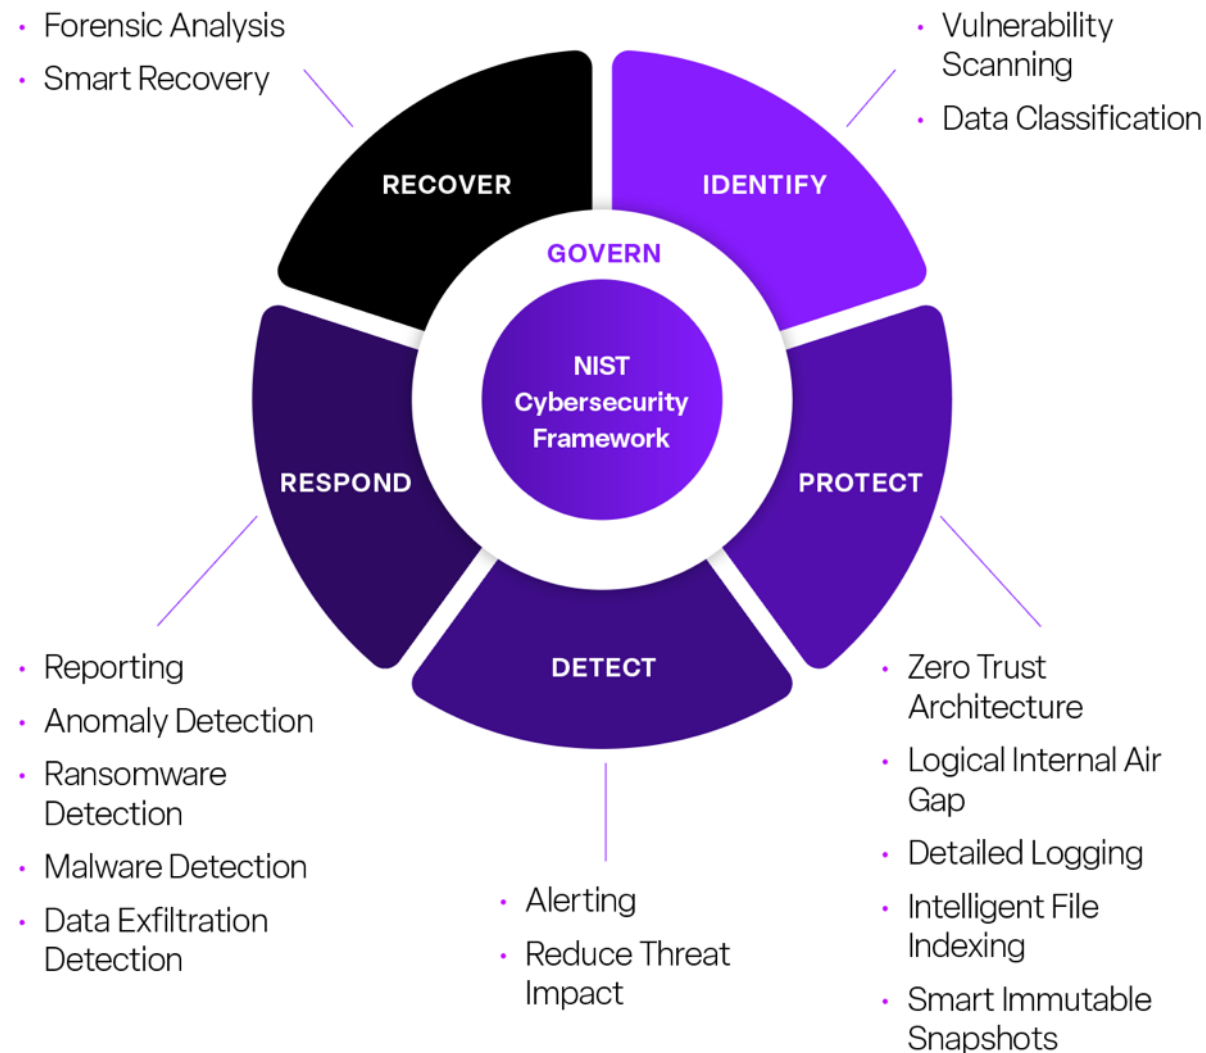 Forensic Analysis
Smart Recovery
Vulnerability
Scanning
Data Classification
RECOVER
IDENTIFY
GOVERN
NIST
Cybersecurity
Framework
RESPOND
PROTECT
DETECT
Reporting
Anomaly Detection
Ransomware
Detection
Malware Detection
Data Exfiltration
Detection
Alerting
Reduce Threat
Impact
Zero Trust
Architecture
Logical Internal Air
Gap
Detailed Logging
Intelligent File
Indexing
Smart Immutable
Snapshots